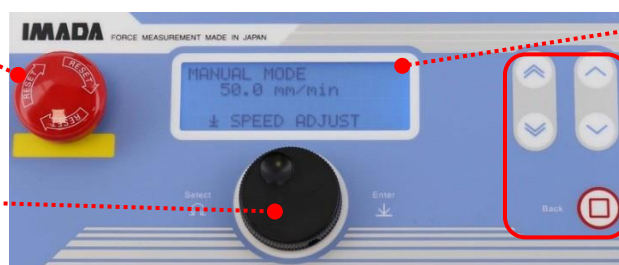 IMADA FORCE MEASUREMENT MADE IN JAPAN
RESET
RESET
RESET
MANUAL MODE
50.0 mm/min
SPEED ADJUST
Select
Enter
Back